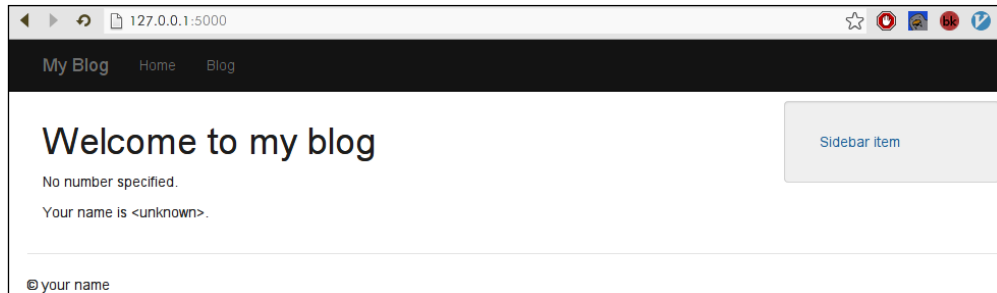 127.0.0.1:5000
bk
My Blog Home Blog
Welcome to my blog
No number specified.
Your name is <unknown>.
Sidebar item
© your name